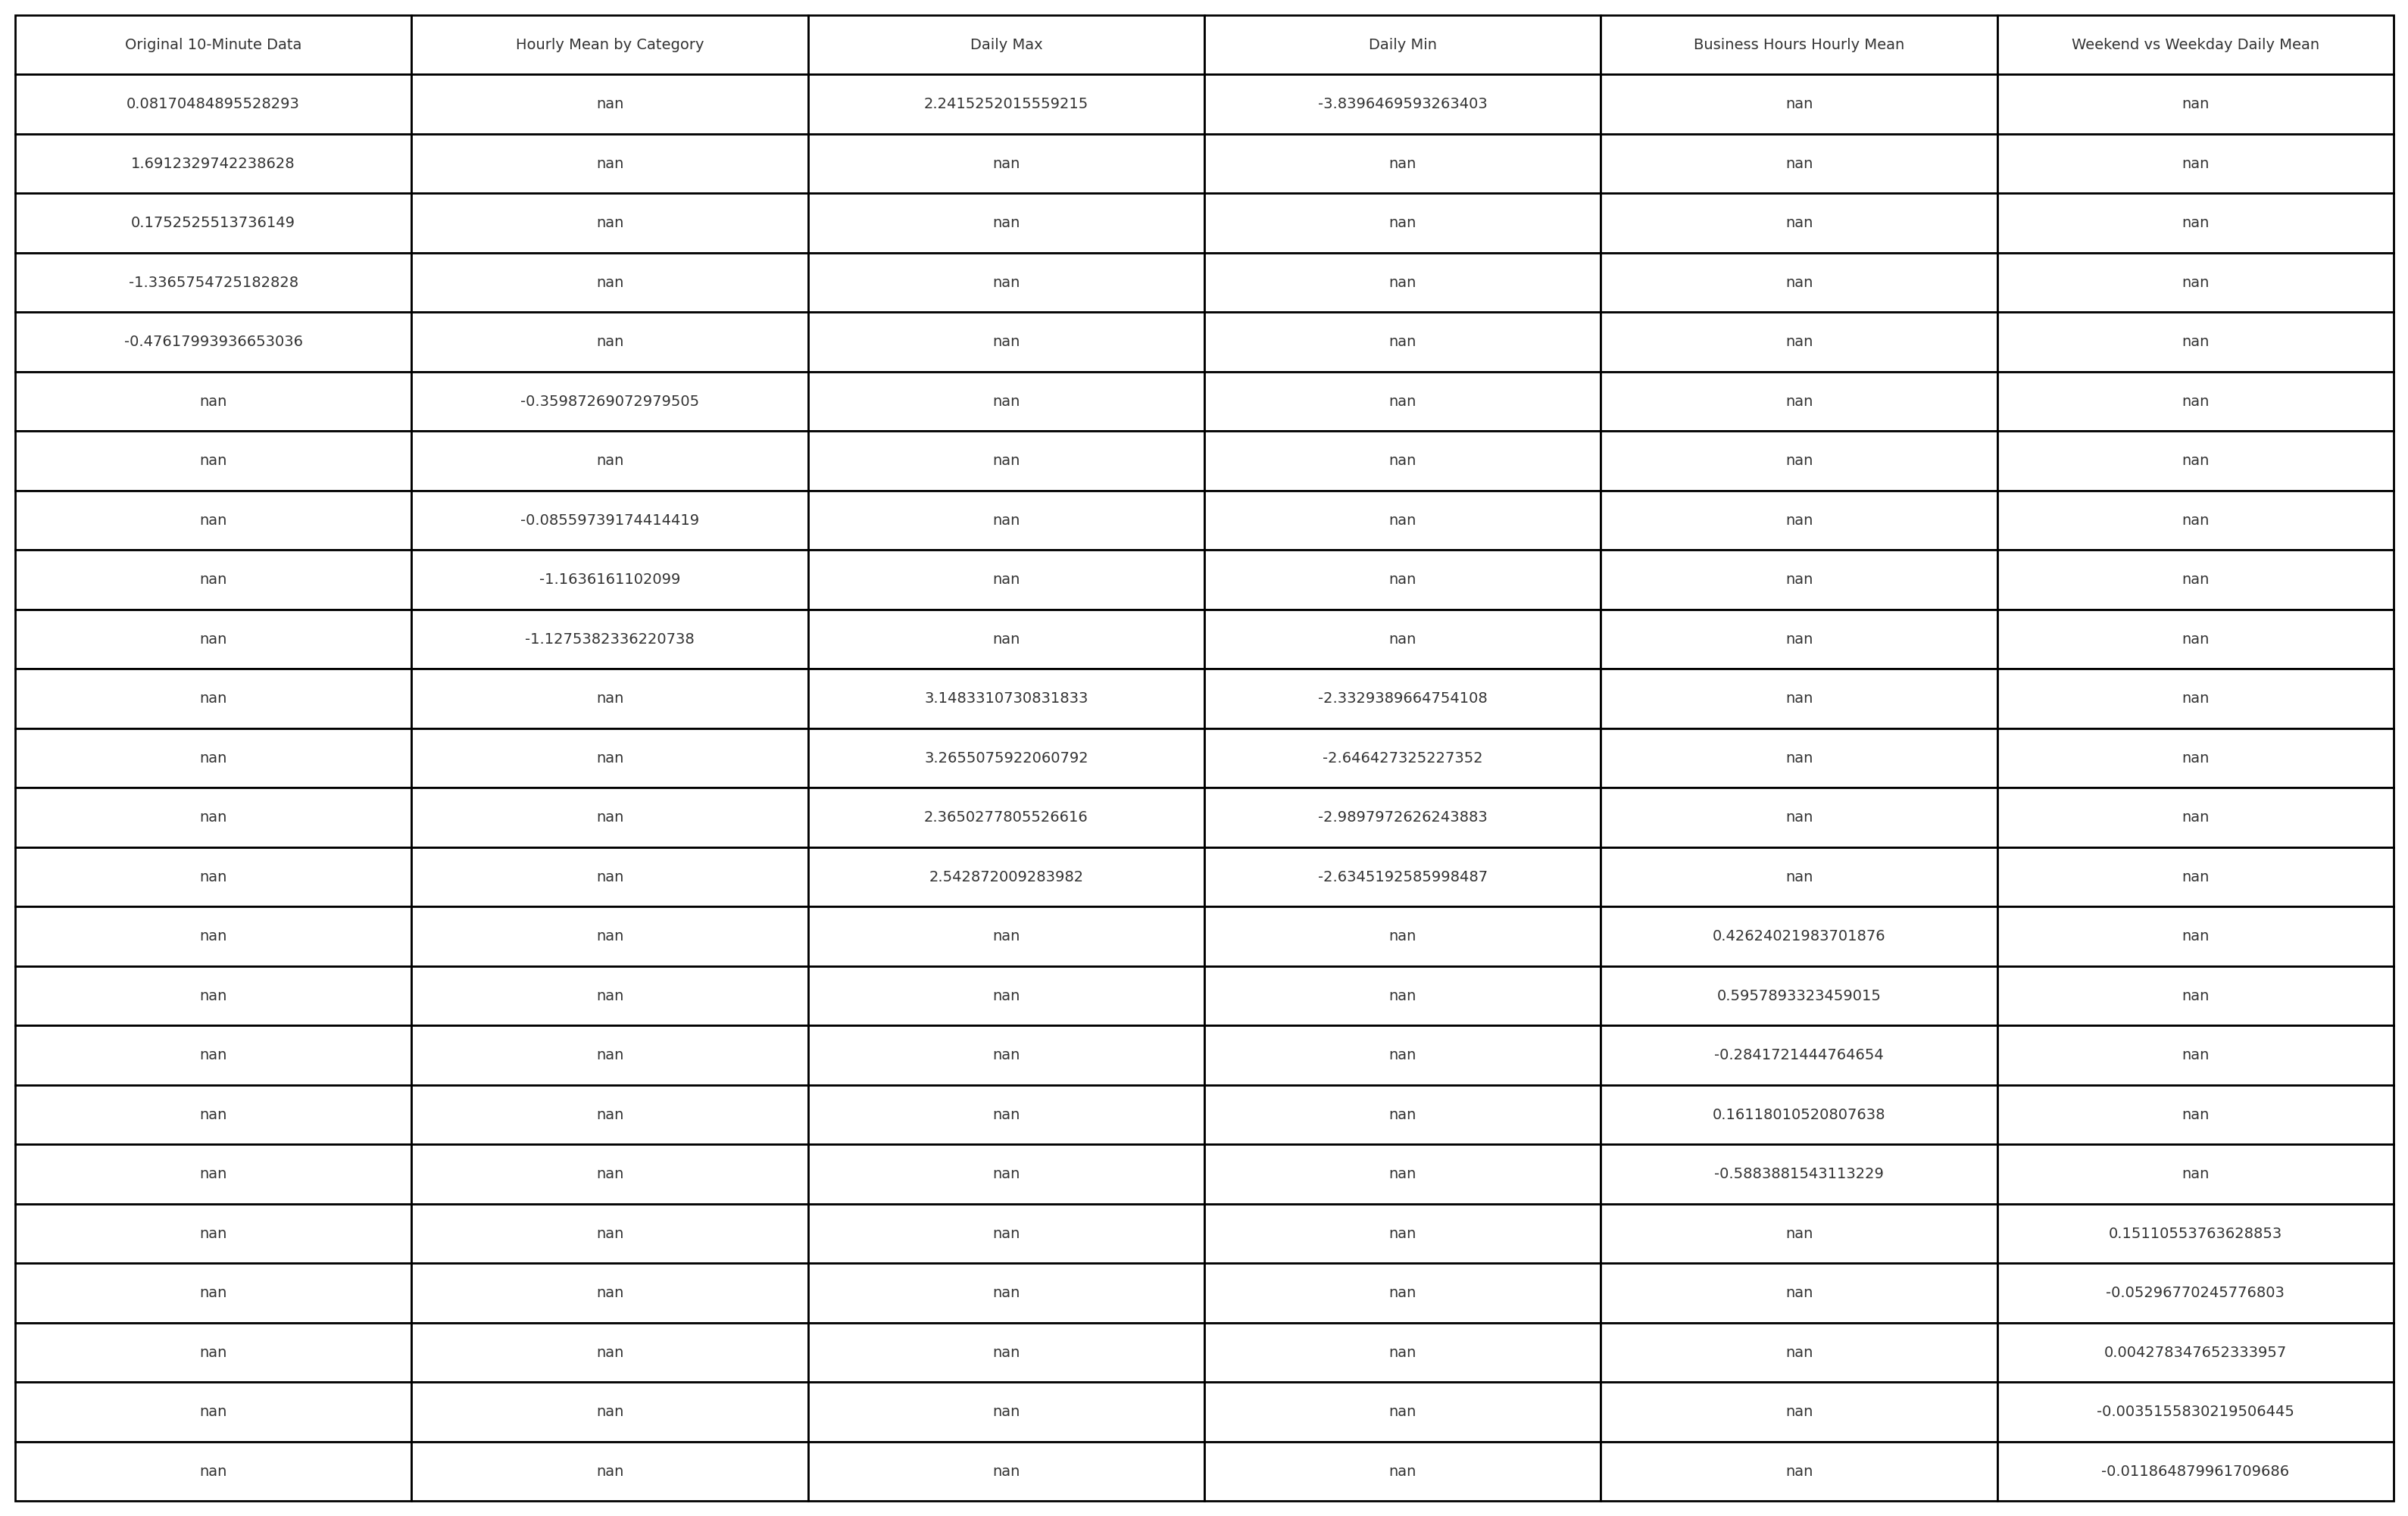 Original 10-Minute Data Hourly Mean by Category Daily Max Daily Min Business Hours Hourly Mean Weekend vs Weekday Daily Mean
0.08170484895528293 nan 2.2415252015559215 -3.8396469593263403 nan nan
1.6912329742238628 nan nan nan nan nan
0.1752525513736149 nan nan nan nan nan
-1.3365754725182828 nan nan nan nan nan
-0.47617993936653036 nan nan nan nan nan
nan -0.35987269072979505 nan nan nan nan
nan nan nan nan nan nan
nan -0.08559739174414419 nan nan nan nan
nan -1.1636161102099 nan nan nan nan
nan -1.1275382336220738 nan nan nan nan
nan nan 3.1483310730831833 -2.3329389664754108 nan nan
nan nan 3.2655075922060792 -2.646427325227352 nan nan
nan nan 2.3650277805526616 -2.9897972626243883 nan nan
nan nan 2.542872009283982 -2.6345192585998487 nan nan
nan nan nan nan 0.42624021983701876 nan
nan nan nan nan 0.5957893323459015 nan
nan nan nan nan -0.2841721444764654 nan
nan nan nan nan 0.16118010520807638 nan
nan nan nan nan -0.5883881543113229 nan
nan nan nan nan nan 0.15110553763628853
nan nan nan nan nan -0.05296770245776803
nan nan nan nan nan 0.004278347652333957
nan nan nan nan nan -0.0035155830219506445
nan nan nan nan nan -0.011864879961709686